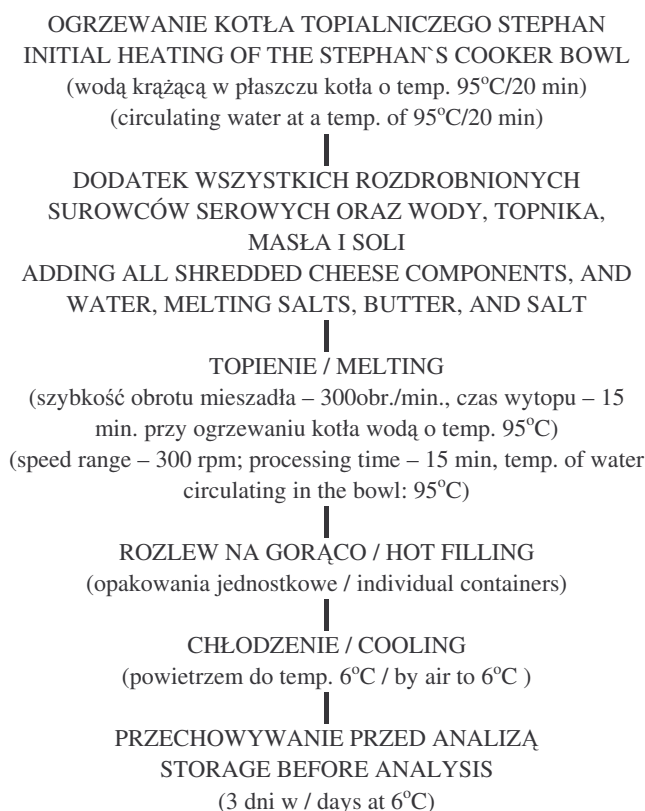 OGRZEWANIE KOTŁA TOPIALNICZEGO STEPHAN
INITIAL HEATING OF THE STEPHAN`S COOKER BOWL
(wodą krążącą w płaszczu kotła o temp. 95°C/20 min)
(circulating water at a temp. of 95°C/20 min)
DODATEK WSZYSTKICH ROZDROBNIONYCH
SUROWCÓW SEROWYCH ORAZ WODY, TOPNIKA,
MASŁA I SOLI
ADDING ALL SHREDDED CHEESE COMPONENTS, AND
WATER, MELTING SALTS, BUTTER, AND SALT
TOPIENIE / MELTING
(szybkość obrotu mieszadła – 300obr./min., czas wytopu – 15
min. przy ogrzewaniu kotła wodą o temp. 95°C)
(speed range – 300 rpm; processing time – 15 min, temp. of water
circulating in the bowl: 95°C)
ROZLEW NA GORĄCO / HOT FILLING
(opakowania jednostkowe / individual containers)
CHŁODZENIE / COOLING
(powietrzem do temp. 6°C / by air to 6°C )
PRZECHOWYWANIE PRZED ANALIZĄ
STORAGE BEFORE ANALYSIS
(3 dni w / days at 6°C)